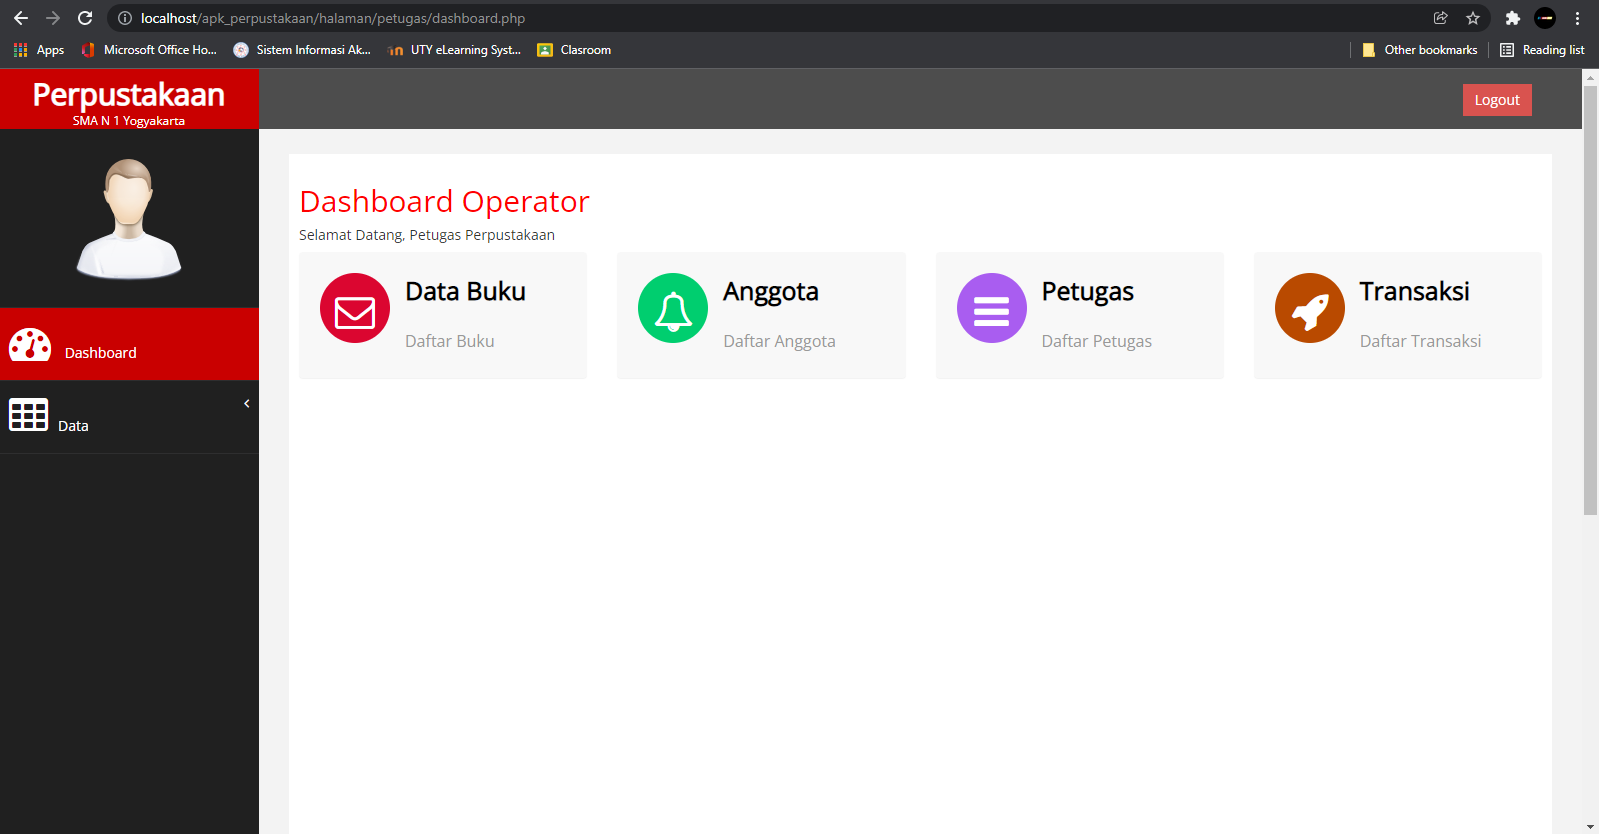 localhost/apk_perpustakaan/halaman/petugas/dashboard.php
Apps Microsoft Office Ho... Sistem Informasi Ak... UTY eLearning Syst... Clasroom Other bookmarks Reading list
Perpustakaan
SMA N 1 Yogyakarta
Logout
Dashboard
Data
Dashboard Operator
Selamat Datang, Petugas Perpustakaan
Data Buku
Daftar Buku
Anggota
Daftar Anggota
Petugas
Daftar Petugas
Transaksi
Daftar Transaksi